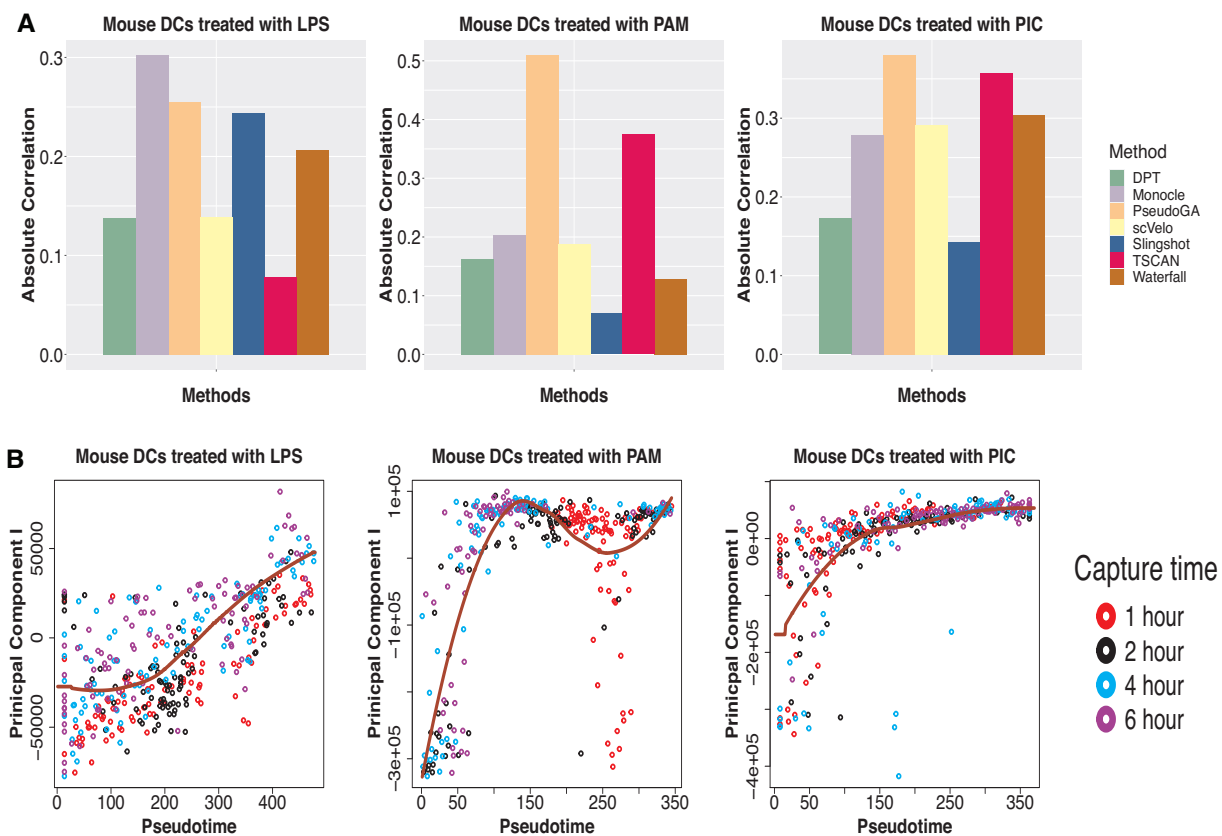 A
Mouse DCs treated with LPS
Mouse DCs treated with PAM
Mouse DCs treated with PIC
Absolute Correlation
0.3
0.2
0.1
0.0
Methods
Absolute Correlation
0.5
0.4
0.3
0.2
0.1
0.0
Methods
Absolute Correlation
0.3
0.2
0.1
0.0
Methods
Method
DPT
Monocle
PseudoGA
scVelo
Slingshot
TSCAN
Waterfall
B
Mouse DCs treated with LPS
Mouse DCs treated with PAM
Mouse DCs treated with PIC
Prinicpal Component I
50000
0
−50000
0 100 200 300 400
Pseudotime
Prinicpal Component I
1e+05
−1e+05
−3e+05
0 50 150 250 350
Pseudotime
Prinicpal Component I
0e+00
−2e+05
−4e+05
0 50 150 250 350
Pseudotime
Capture time
1 hour
2 hour
4 hour
6 hour